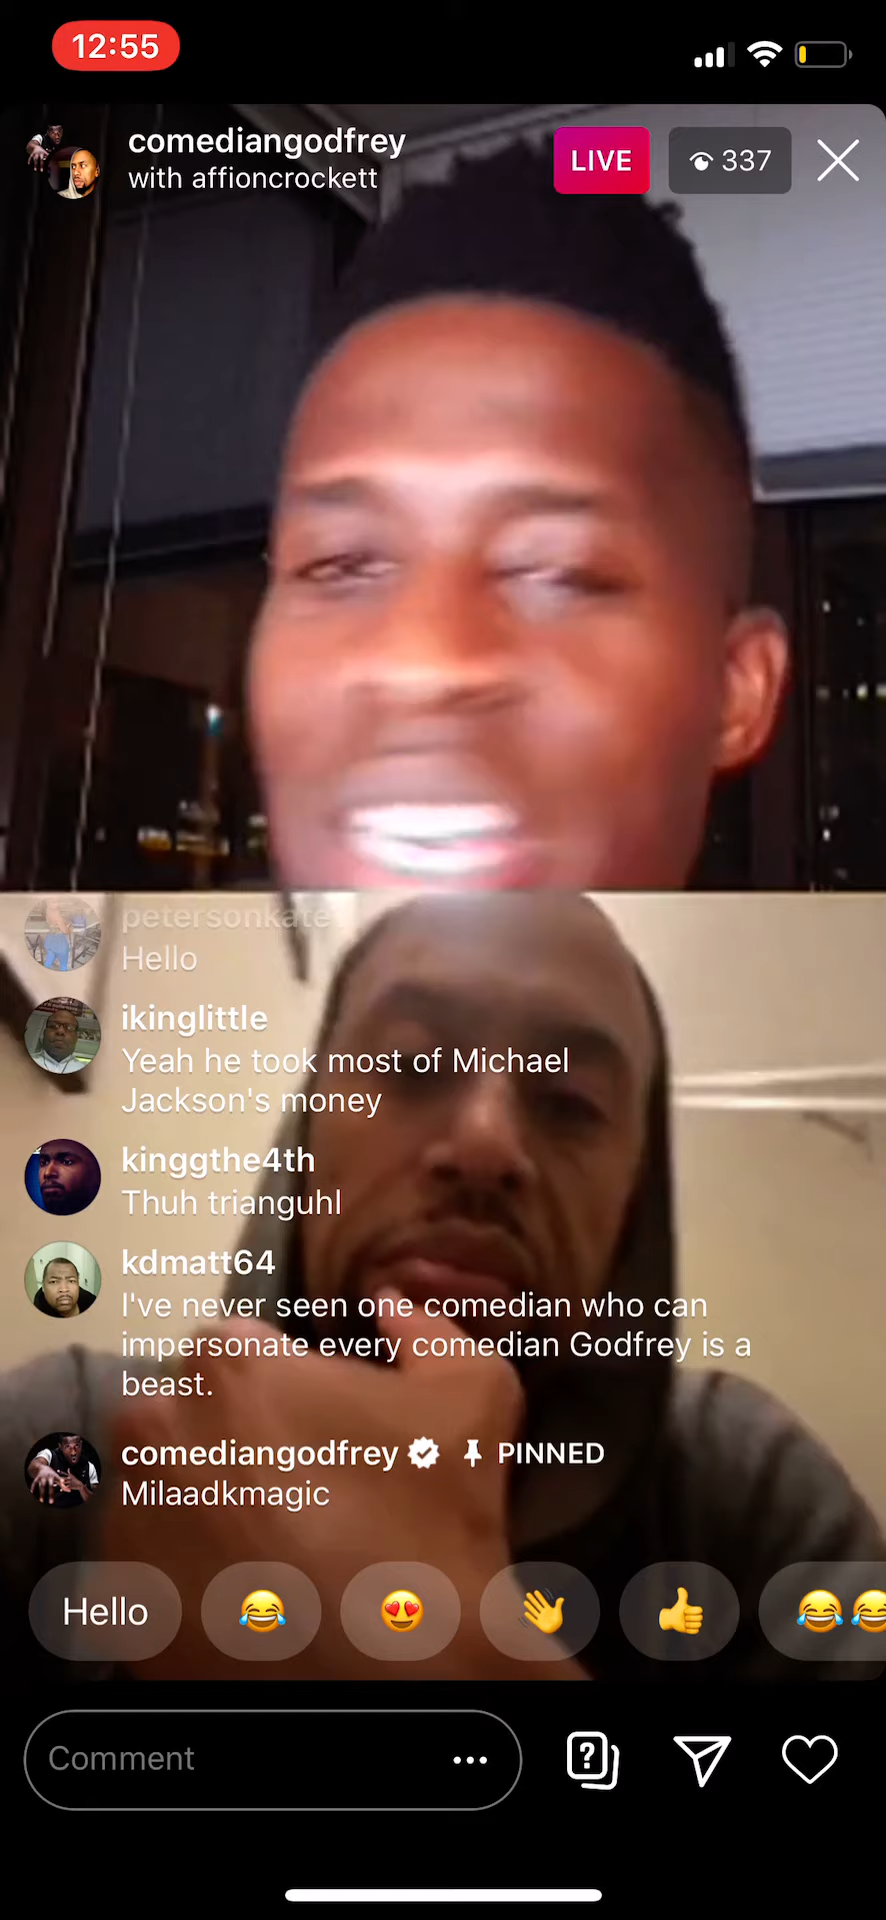 12:55
comediangodfrey
with affioncrockett
LIVE
337
petersonkate
Hello
ikinglittle
Yeah he took most of Michael
Jackson's money
kinggthe4th
Thuh trianguhl
kdmatt64
I've never seen one comedian who can
impersonate every comedian Godfrey is a
beast.
comediangodfrey PINNED
Milaadkmagic
Hello 😂 😍 👋 👍 😂😂
Comment